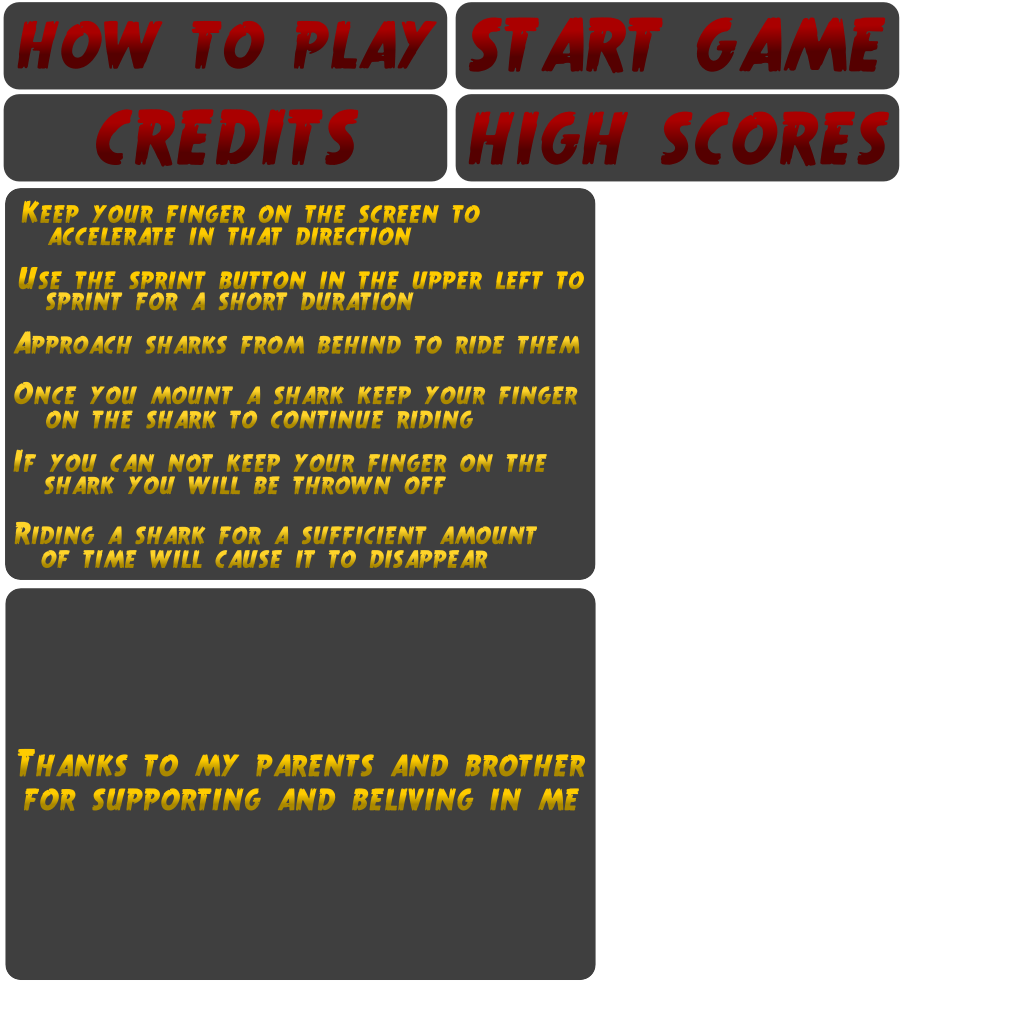 HOW TO PLAY
START GAME
CREDITS
HIGH SCORES
KEEP YOUR FINGER ON THE SCREEN TO
ACCELERATE IN THAT DIRECTION
USE THE SPRINT BUTTON IN THE UPPER LEFT TO
SPRINT FOR A SHORT DURATION
APPROACH SHARKS FROM BEHIND TO RIDE THEM
ONCE YOU MOUNT A SHARK KEEP YOUR FINGER
ON THE SHARK TO CONTINUE RIDING
IF YOU CAN NOT KEEP YOUR FINGER ON THE
SHARK YOU WILL BE THROWN OFF
RIDING A SHARK FOR A SUFFICIENT AMOUNT
OF TIME WILL CAUSE IT TO DISAPPEAR
THANKS TO MY PARENTS AND BROTHER
FOR SUPPORTING AND BELIVING IN ME